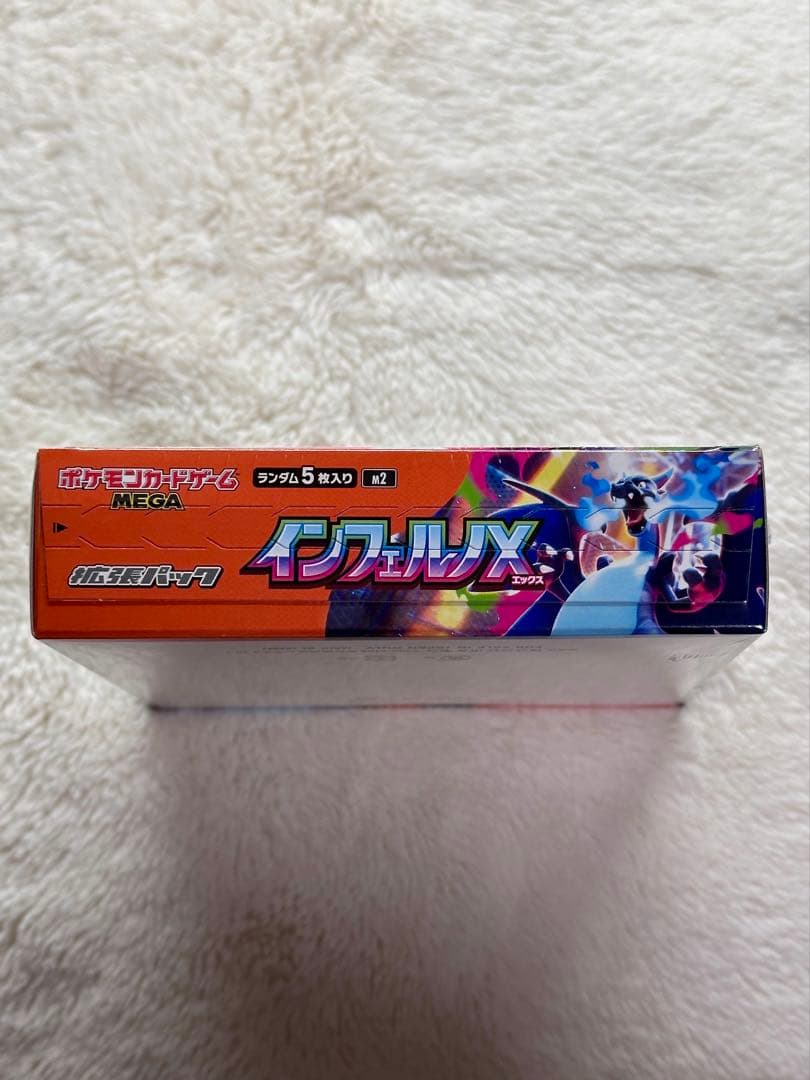 ポケモンカードゲーム
MEGA
ランダム5枚入り
M2
拡張パック
インフェルノX
エックス